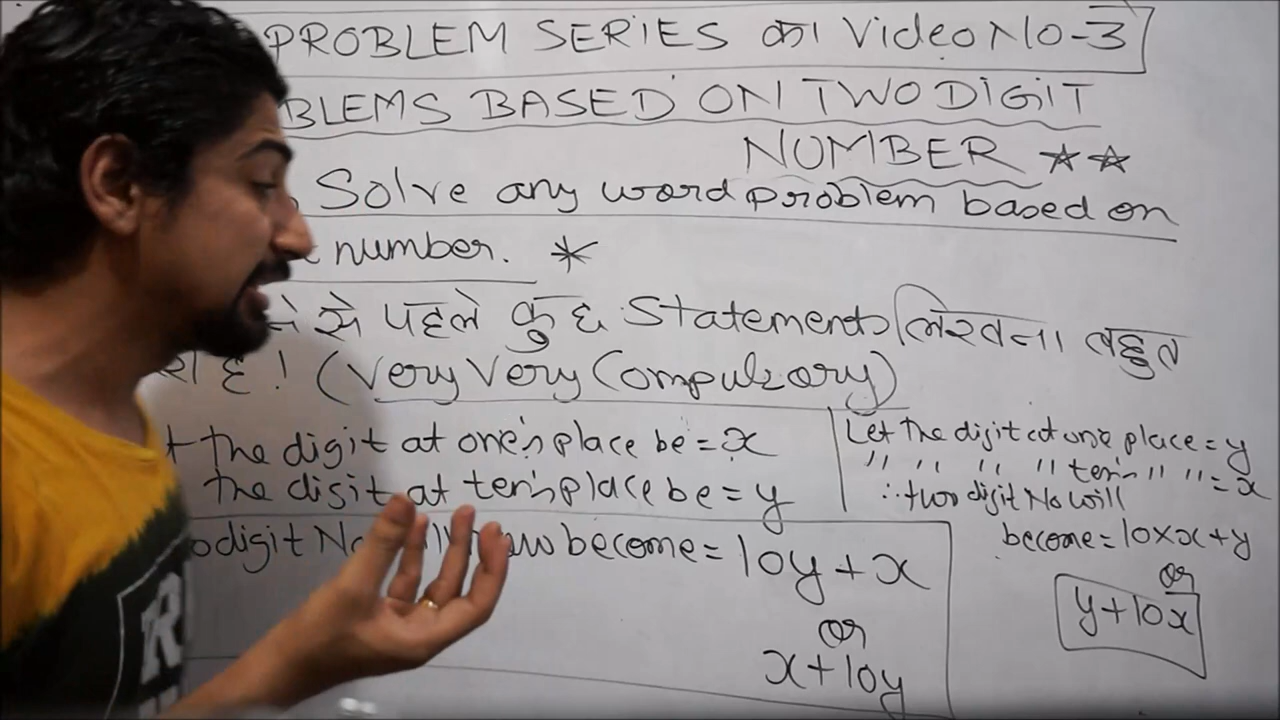 PROBLEM SERIES का Video No-3
BLEMS BASED ON TWO DIGIT
NUMBER
Solve any word problem based on
number. *
से पहले कुछ Statements लिखना बहुत
है ! (Very Very Compulsory)
the digit at one's place be = x
the digit at ten's place be = y
digit No become = 10y + x
or
x + 10y
Let the digit at one place = y
" " " " ten's " " = x
∴ two digit No will
become = 10 × x + y
or
y + 10x
R